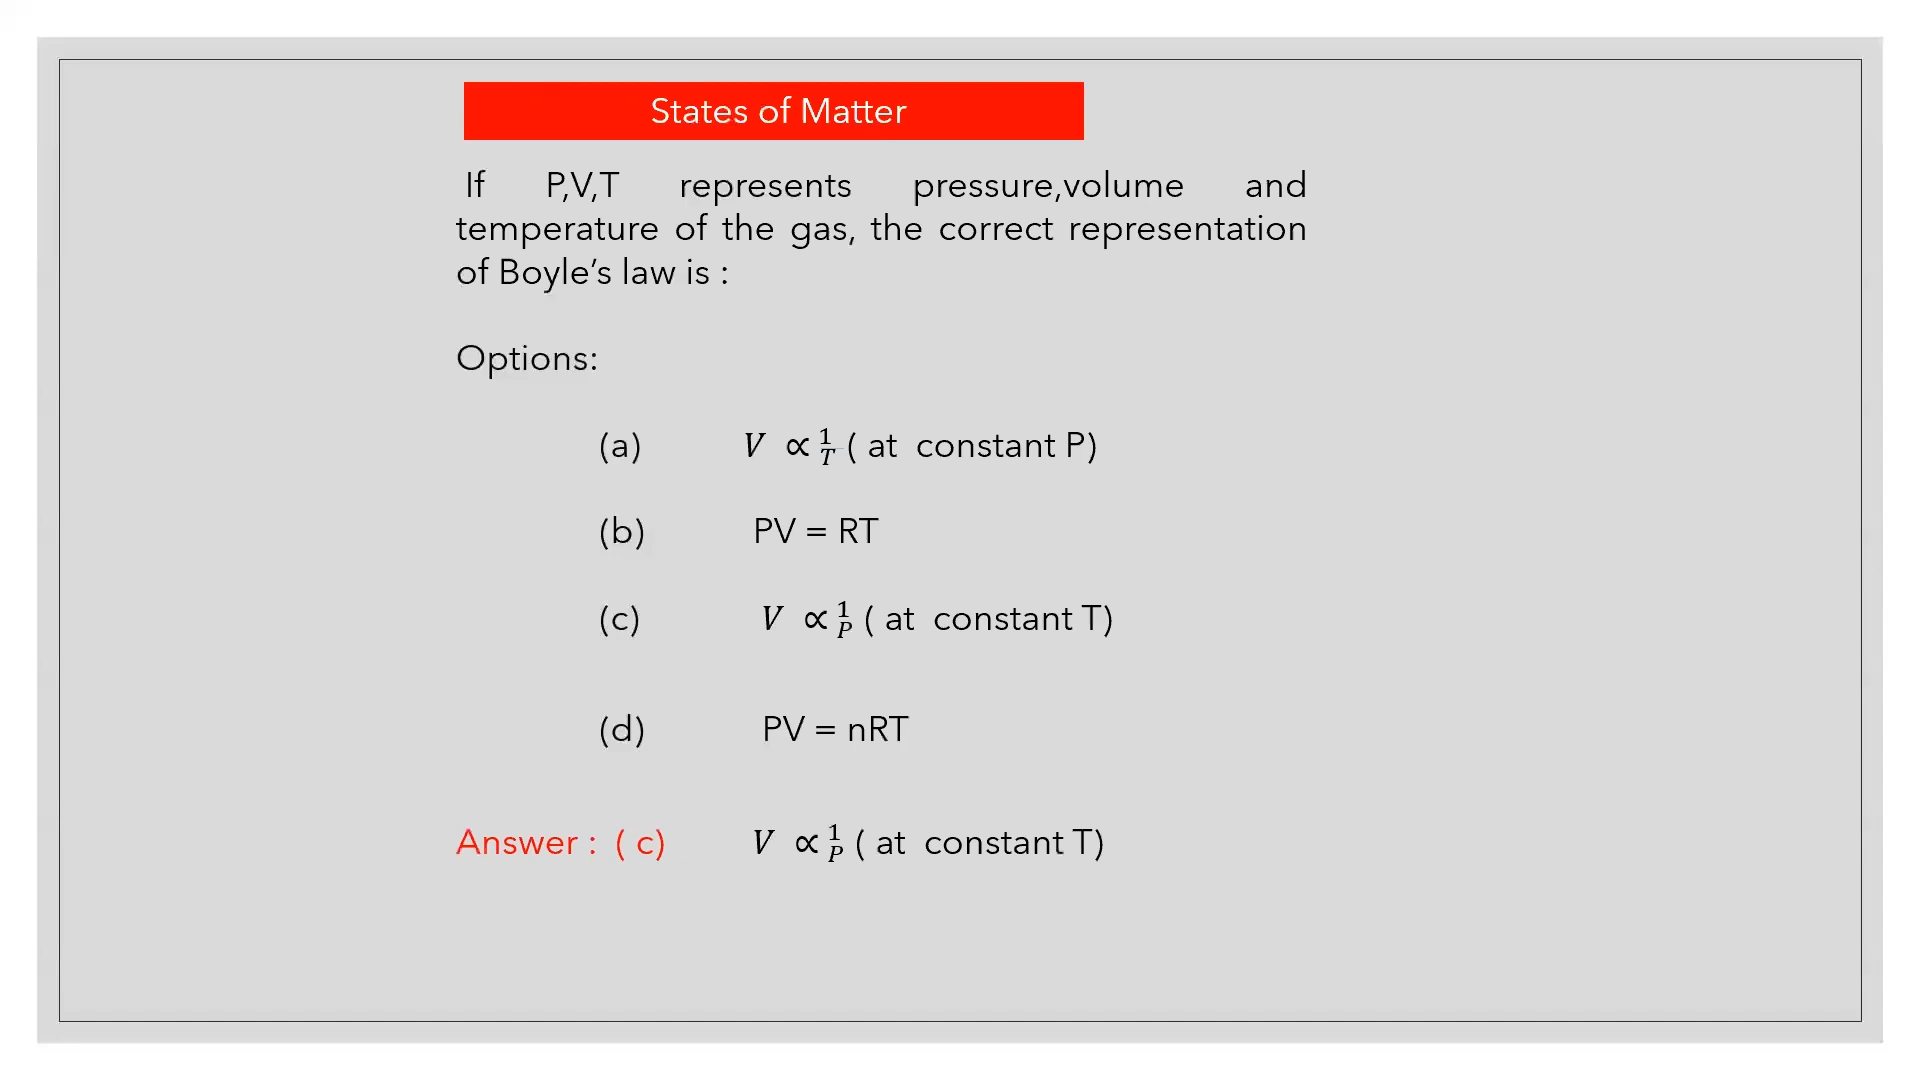 States of Matter
If P,V,T represents pressure,volume and
temperature of the gas, the correct representation
of Boyle’s law is :
Options:
(a) V ∝ 1/T ( at constant P)
(b) PV = RT
(c) V ∝ 1/P ( at constant T)
(d) PV = nRT
Answer : ( c) V ∝ 1/P ( at constant T)